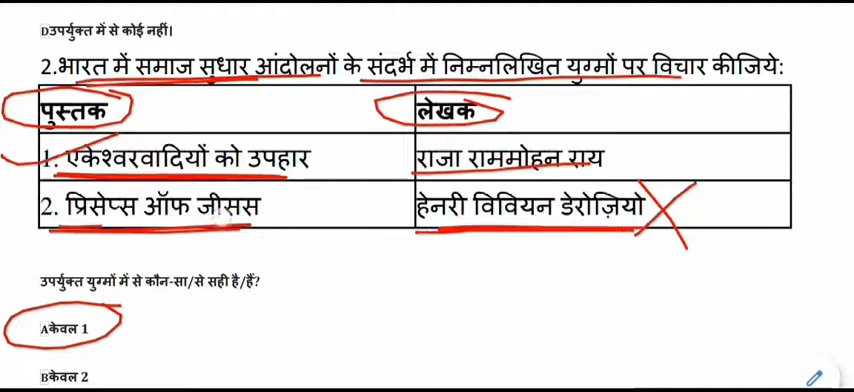 Dउपर्युक्त में से कोई नहीं।
2.भारत में समाज सुधार आंदोलनों के संदर्भ में निम्नलिखित युग्मों पर विचार कीजिये:
पुस्तक लेखक
1. एकेश्वरवादियों को उपहार राजा राममोहन राय
2. प्रिसेप्स ऑफ जीसस हेनरी विवियन डेरोज़ियो
उपर्युक्त युग्मों में से कौन-सा/से सही है/हैं?
Aकेवल 1
Bकेवल 2